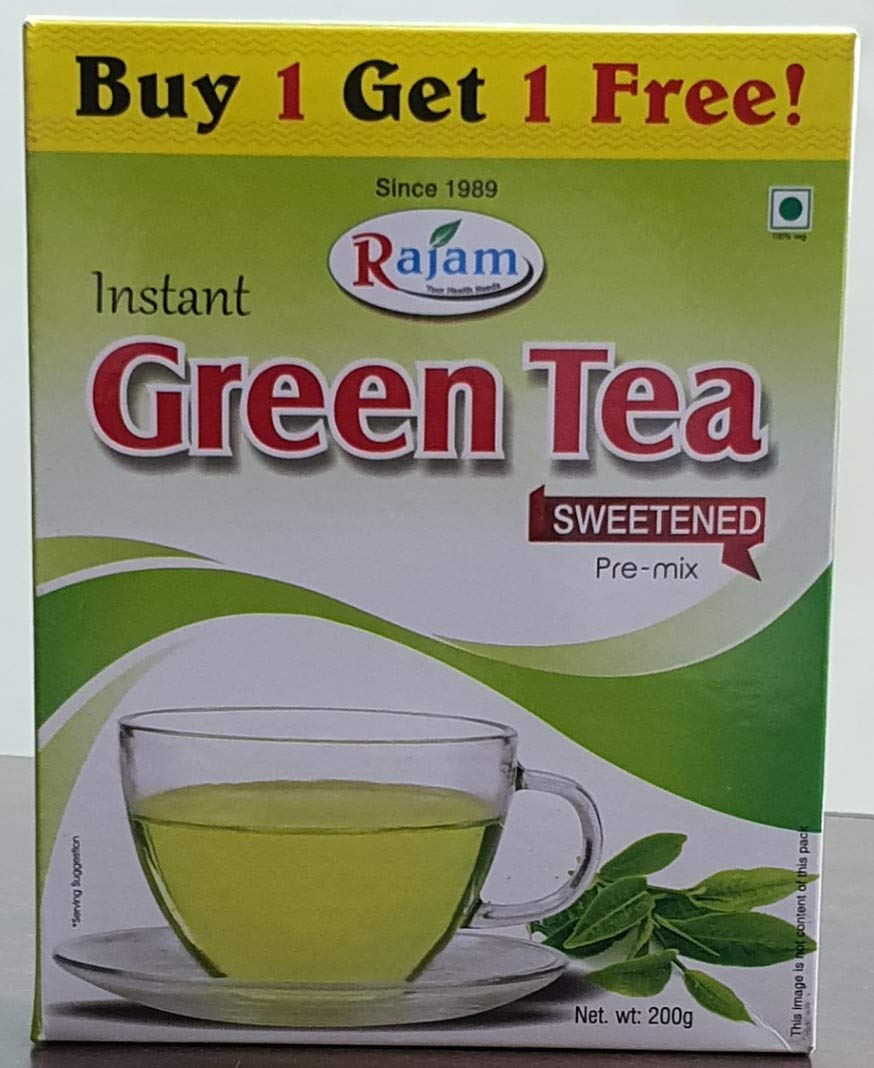 Buy 1 Get 1 Free!
Since 1989
Rajam
Your Health Needs
100% veg
Instant
Green Tea
SWEETENED
Pre-mix
*Serving Suggestion
This image is not content of this pack
Net. wt: 200g